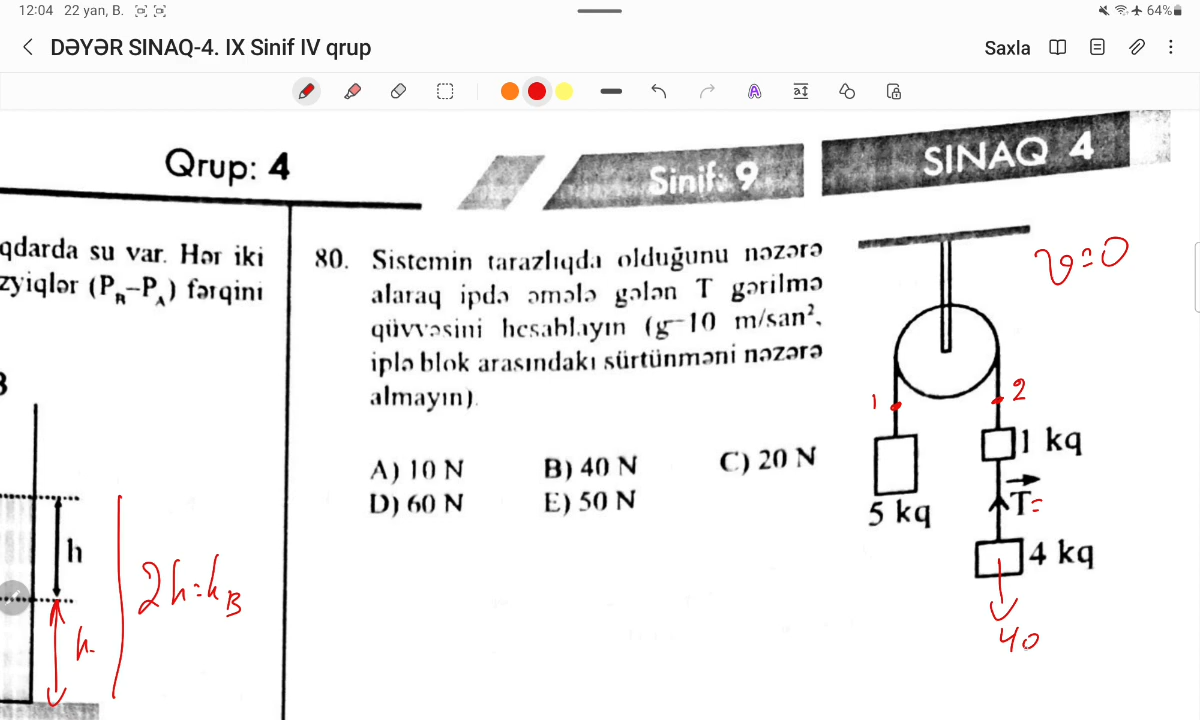 12:04 22 yan, B.
64%
DƏYƏR SINAQ-4. IX Sinif IV qrup
Saxla
Qrup: 4
Sinif: 9
SINAQ 4
qdarda su var. Hər iki
zyiqlər (P_B–P_A) fərqini
B
h
2h=h_B
h
80. Sistemin tarazlıqda olduğunu nəzərə
alaraq ipdə əmələ gələn T gərilmə
qüvvəsini hesablayın (g=10 m/san²,
iplə blok arasındakı sürtünməni nəzərə
almayın).
A) 10 N B) 40 N C) 20 N
D) 60 N E) 50 N
υ=0
1
2
1 kq
5 kq
T=
4 kq
40